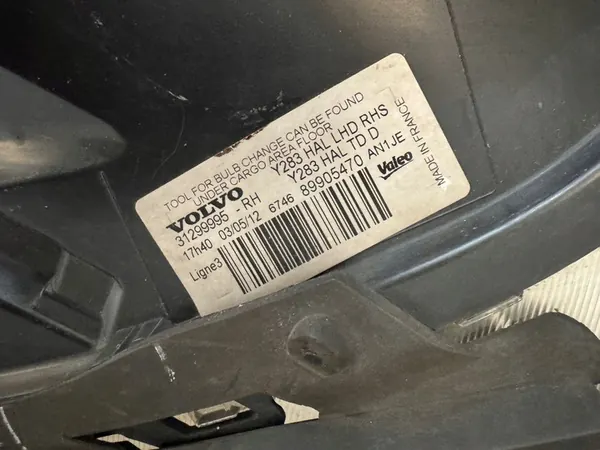 TOOL FOR BULB CHANGE CAN BE FOUND
UNDER CARGO AREA FLOOR
VOLVO
Y283 HAL LHD RHS
31299995 - RH
Y283 HAL TD D
17h40 03/05/12 6746
89905470 AN1JE
Ligne3
Valeo
MADE IN FRANCE